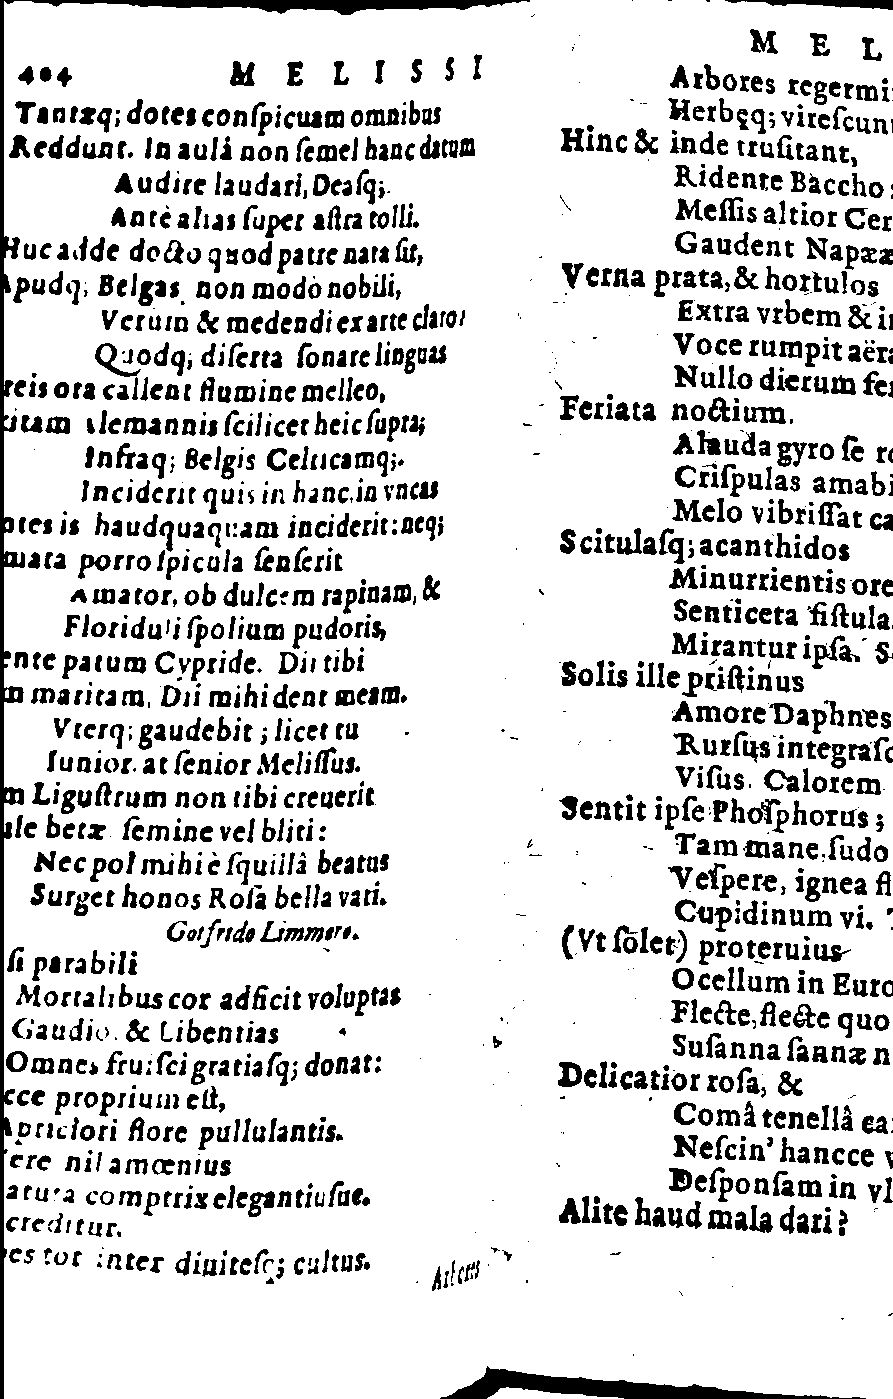 404 MELISSI
Tantæq; dotes conſpicuam omnibus
Reddunt. In aulâ non ſemel hanc datum
Audire laudari, Deaſq;
Antè alias ſuper aſtra tolli.
Huc adde docto quod patre nata ſit,
Apudq; Belgas non modò nobili,
Verùm & medendi ex arte claro:
Quodq; diſerta ſonare linguas
reis ora callent flumine melleo,
citam Alemannis ſcilicet heic ſupra;
Infraq; Belgis Celticamq;.
Inciderit quis in hanc, in vncas
ntes is haudquaquam inciderit: neq;
mata porro ſpicula ſenſerit
Amator, ob dulcem rapinam, &
Floriduli ſpolium pudoris,
ente patum Cypride. Dii tibi
m maritam, Dii mihi dent meam.
Vterq; gaudebit; licet tu
Iunior, at ſenior Meliſſus.
m Liguſtrum non tibi creuerit
ale betæ ſemine vel bliti:
Nec pol mihi è ſquillâ beatus
Surget honos Roſa bella vati.
Gotfrido Limmero.
ſi parabili
Mortalibus cor adficit voluptas
Gaudio, & Libentias
Omnes fruiſci gratiaſq; donat:
cce proprium eſt,
Apriciori flore pullulantis.
ere nil amœnius
atura comptrix elegantiuſue.
creditur.
es tot inter diuiteſq; cultus.
Arbores
MEL
Arbores regermi
Herbęq; vireſcunt
Hinc & inde truſitant,
Ridente Baccho:
Meſſis altior Cer
Gaudent Napææ
Verna prata, & hortulos
Extra vrbem & in
Voce rumpit aëra
Nullo dierum fer
Feriata noctium.
Alauda gyro ſe re
Criſpulas amabi
Melo vibriſſat ca
Scitulaſq; acanthidos
Minurrientis ore
Senticeta fiſtula.
Mirantur ipſa. S
Solis ille priſtinus
Amore Daphnes
Rurſus integraſc
Viſus. Calorem
Sentit ipſe Phoſphorus;
Tam mane, ſudo
Veſpere, ignea fl
Cupidinum vi. T
(Vt ſolet) proteruius
Ocellum in Euro
Flecte, flecte quo
Suſanna ſannæ n
Delicatior roſa, &
Comâ tenellâ ca
Neſcin' hancce v
Deſponſam in vl
Alite haud mala dari?